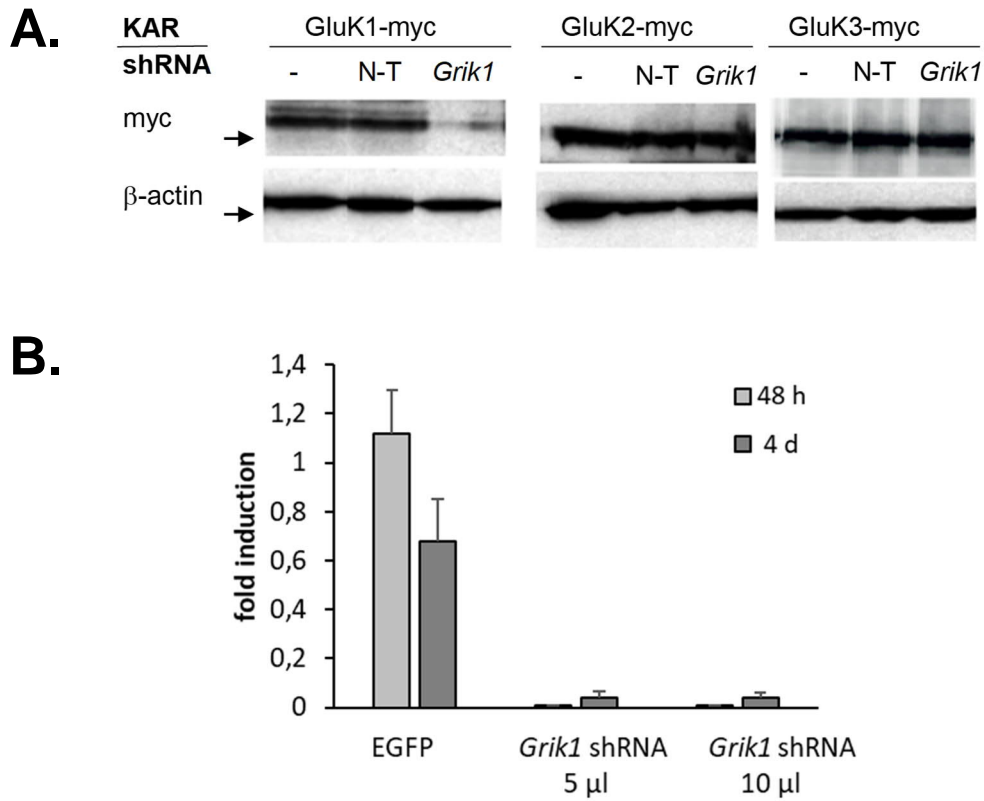 A.
KAR GluK1-myc GluK2-myc GluK3-myc
shRNA - N-T Grik1 - N-T Grik1 - N-T Grik1
myc
β-actin
B.
fold induction
1,4
1,2
1
0,8
0,6
0,4
0,2
0
48 h
4 d
EGFP Grik1 shRNA Grik1 shRNA
5 µl 10 µl